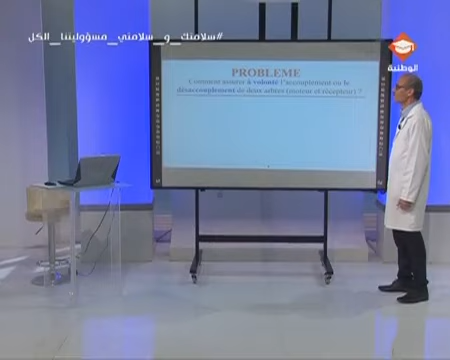 #سلامتك_و_سلامتي_مسؤوليتنا_الكل
الوطنية
PROBLEME
Comment assurer à volonté l'accouplement ou le
désaccouplement de deux arbres (moteur et récepteur) ?